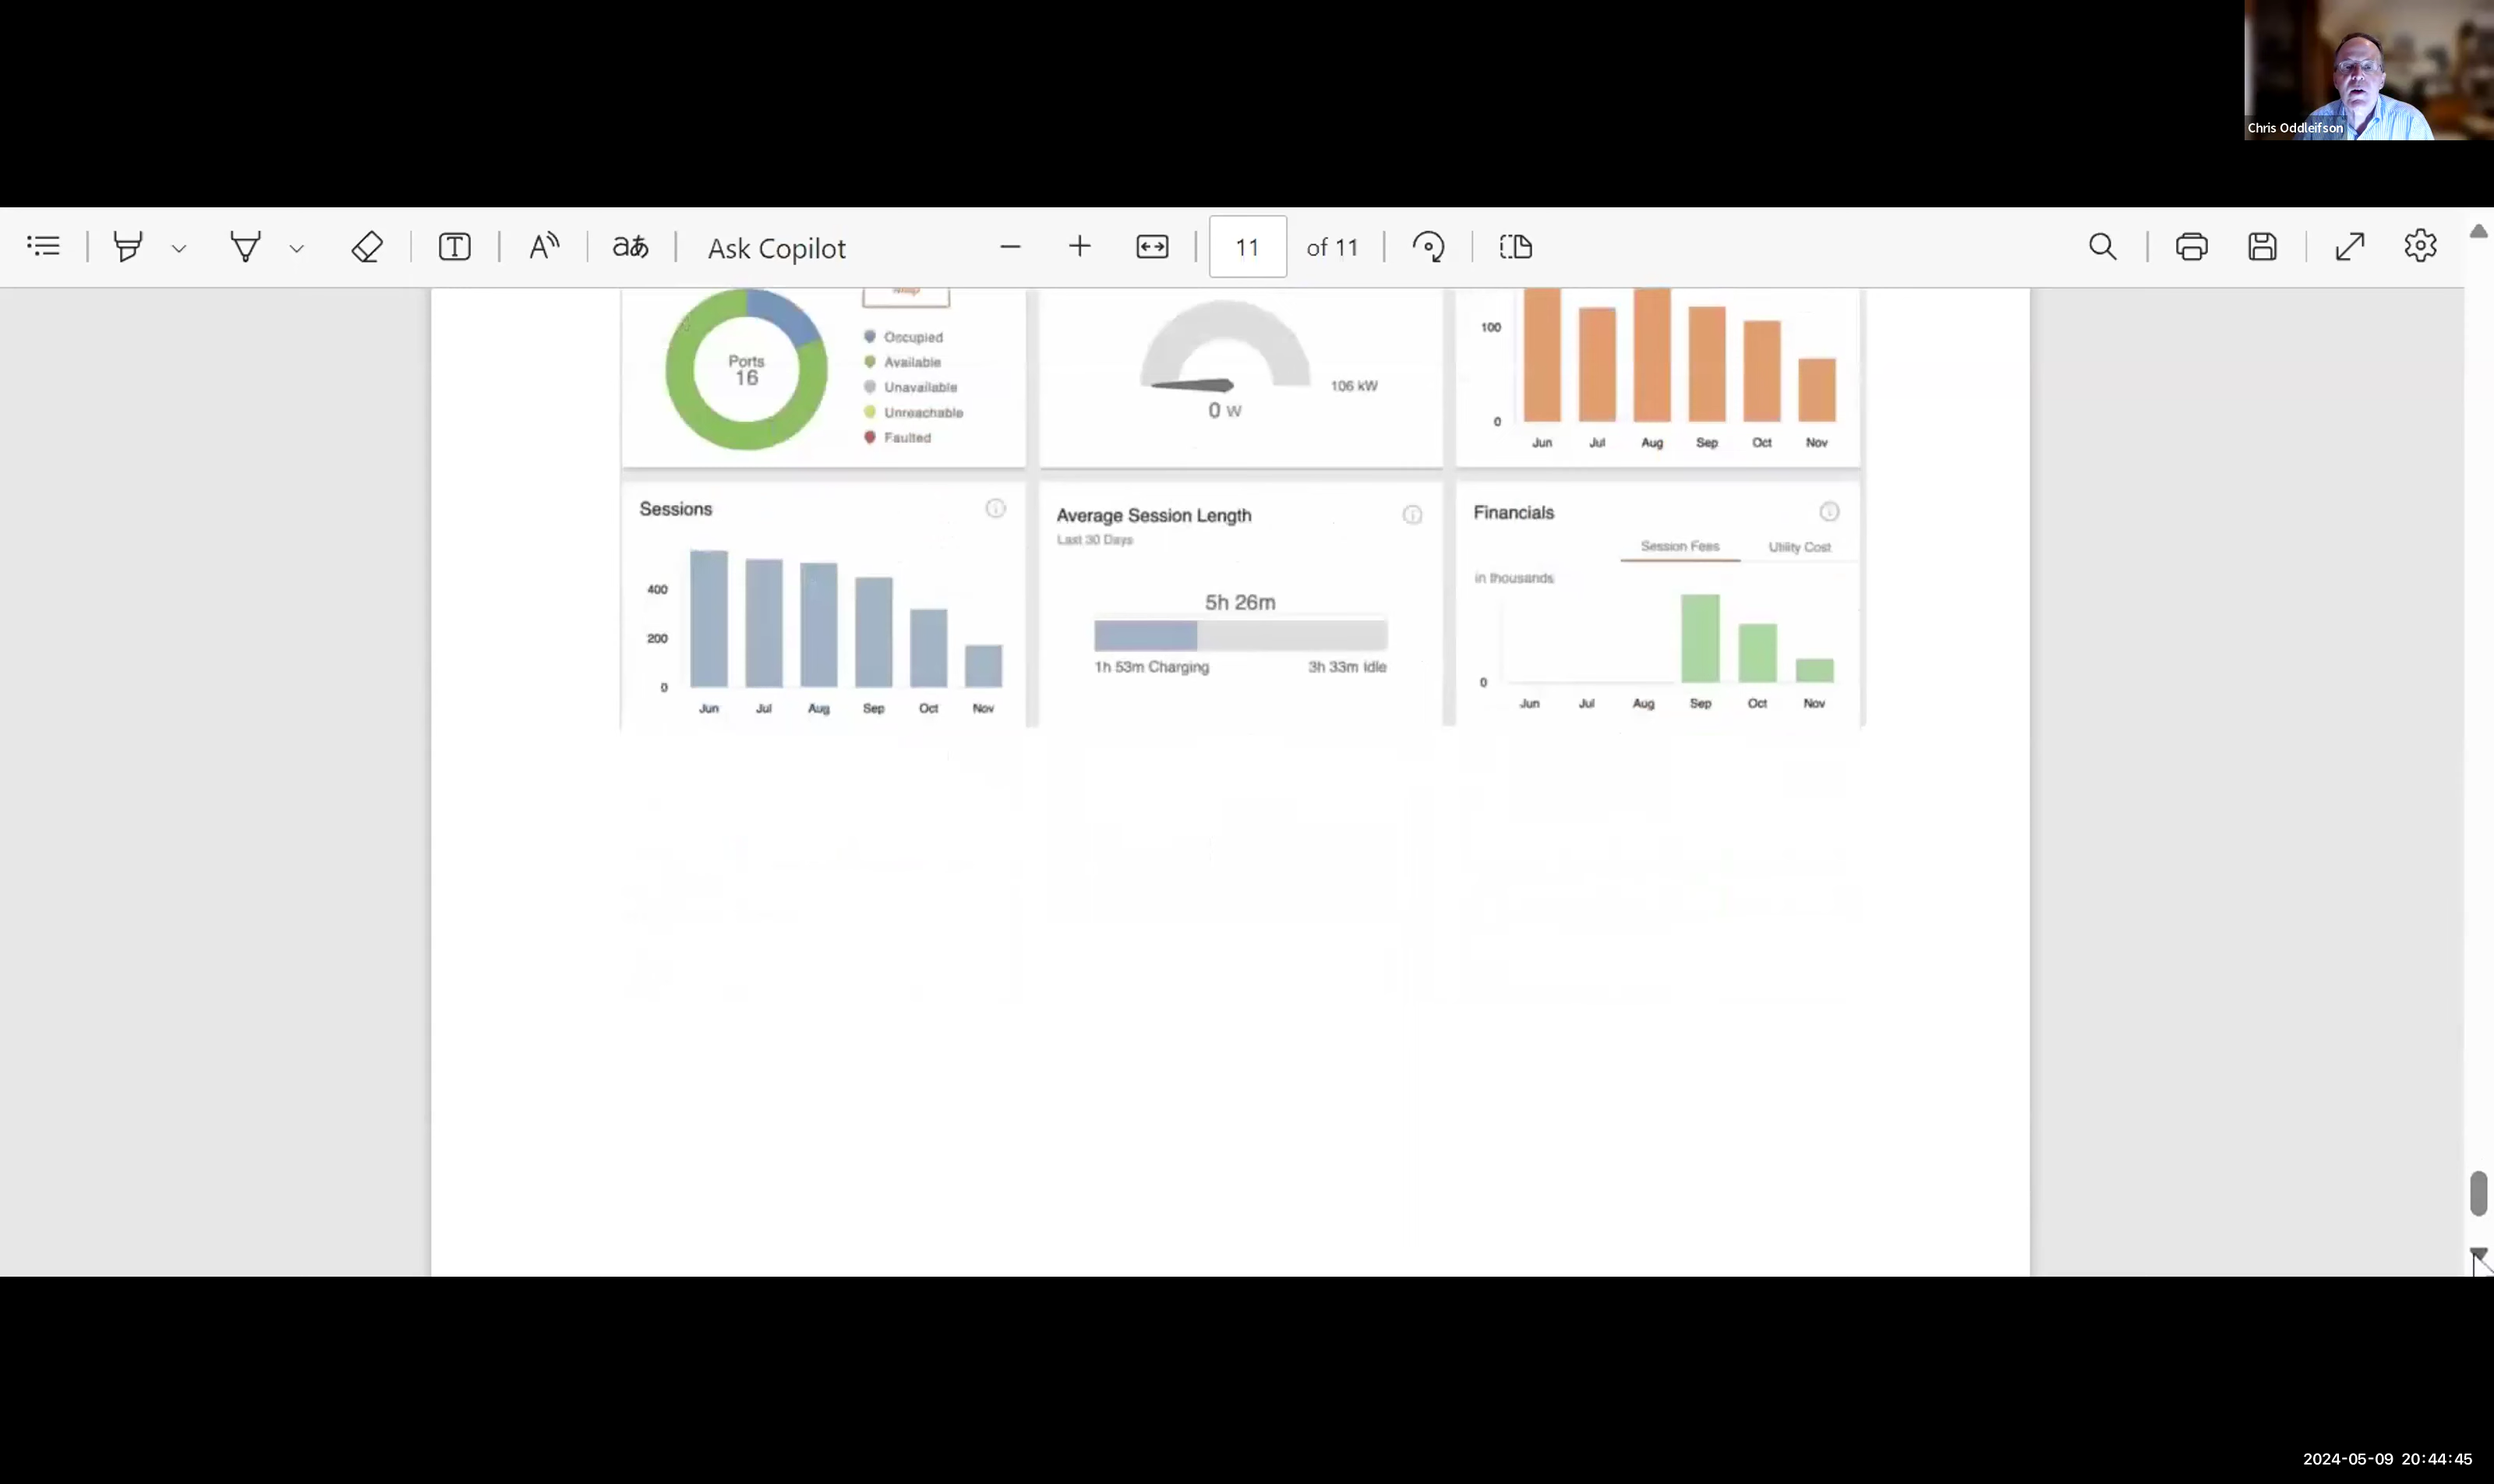 Chris Oddleifson
aあ
Ask Copilot
11
of 11
Ports
16
Occupied
Available
Unavailable
Unreachable
Faulted
106 kW
0 W
100
0
Jun Jul Aug Sep Oct Nov
Sessions
400
200
0
Jun Jul Aug Sep Oct Nov
Average Session Length
Last 30 Days
5h 26m
1h 53m Charging
3h 33m idle
Financials
Session Fees
Utility Cost
in thousands
0
Jun Jul Aug Sep Oct Nov
2024-05-09 20:44:45